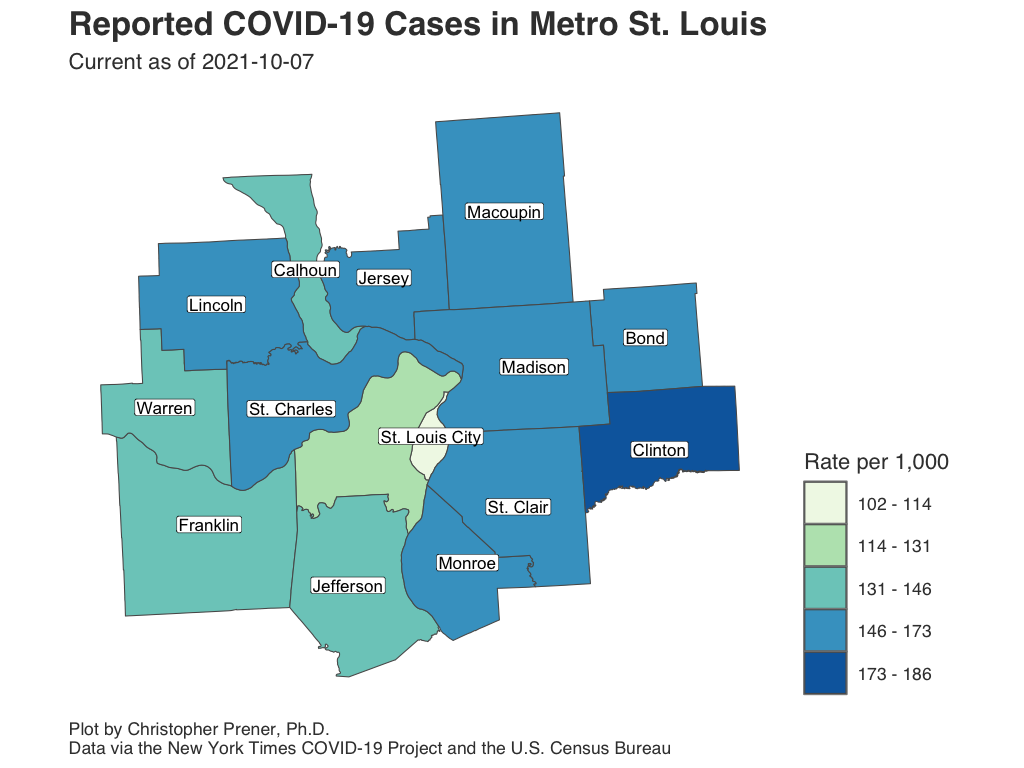 Reported COVID-19 Cases in Metro St. Louis
Current as of 2021-10-07
Macoupin
Calhoun
Jersey
Lincoln
Bond
Madison
Warren
St. Charles
St. Louis City
Clinton
Rate per 1,000
102 - 114
St. Clair
Franklin
114 - 131
Monroe
Jefferson
131 - 146
146 - 173
173 - 186
Plot by Christopher Prener, Ph.D.
Data via the New York Times COVID-19 Project and the U.S. Census Bureau